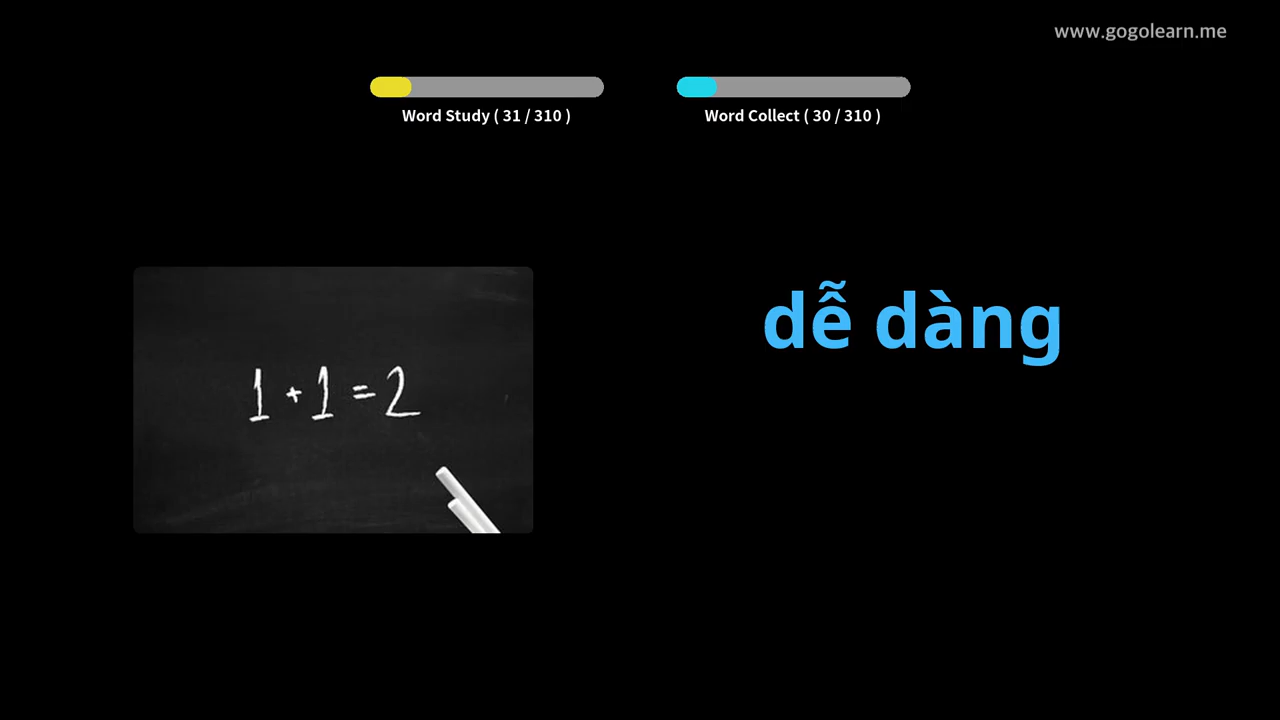 www.gogolearn.me
Word Study ( 31 / 310 )
Word Collect ( 30 / 310 )
1 + 1 = 2
dễ dàng